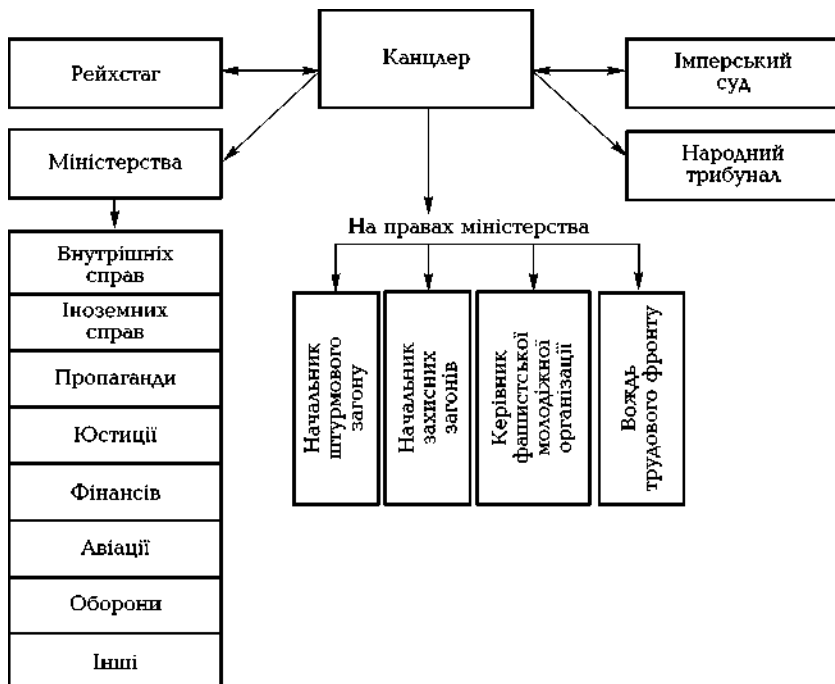 Канцлер
Рейхстаг
Імперський
суд
Міністерства
Народний
трибунал
На правах міністерства
Внутрішніх
справ
Іноземних
справ
Пропаганди
Юстиції
Фінансів
Авіації
Оборони
Інші
Начальник
штурмового
загону
Начальник
захисних
загонів
Керівник
фашистської
молодіжної
організації
Вождь
трудового фронту